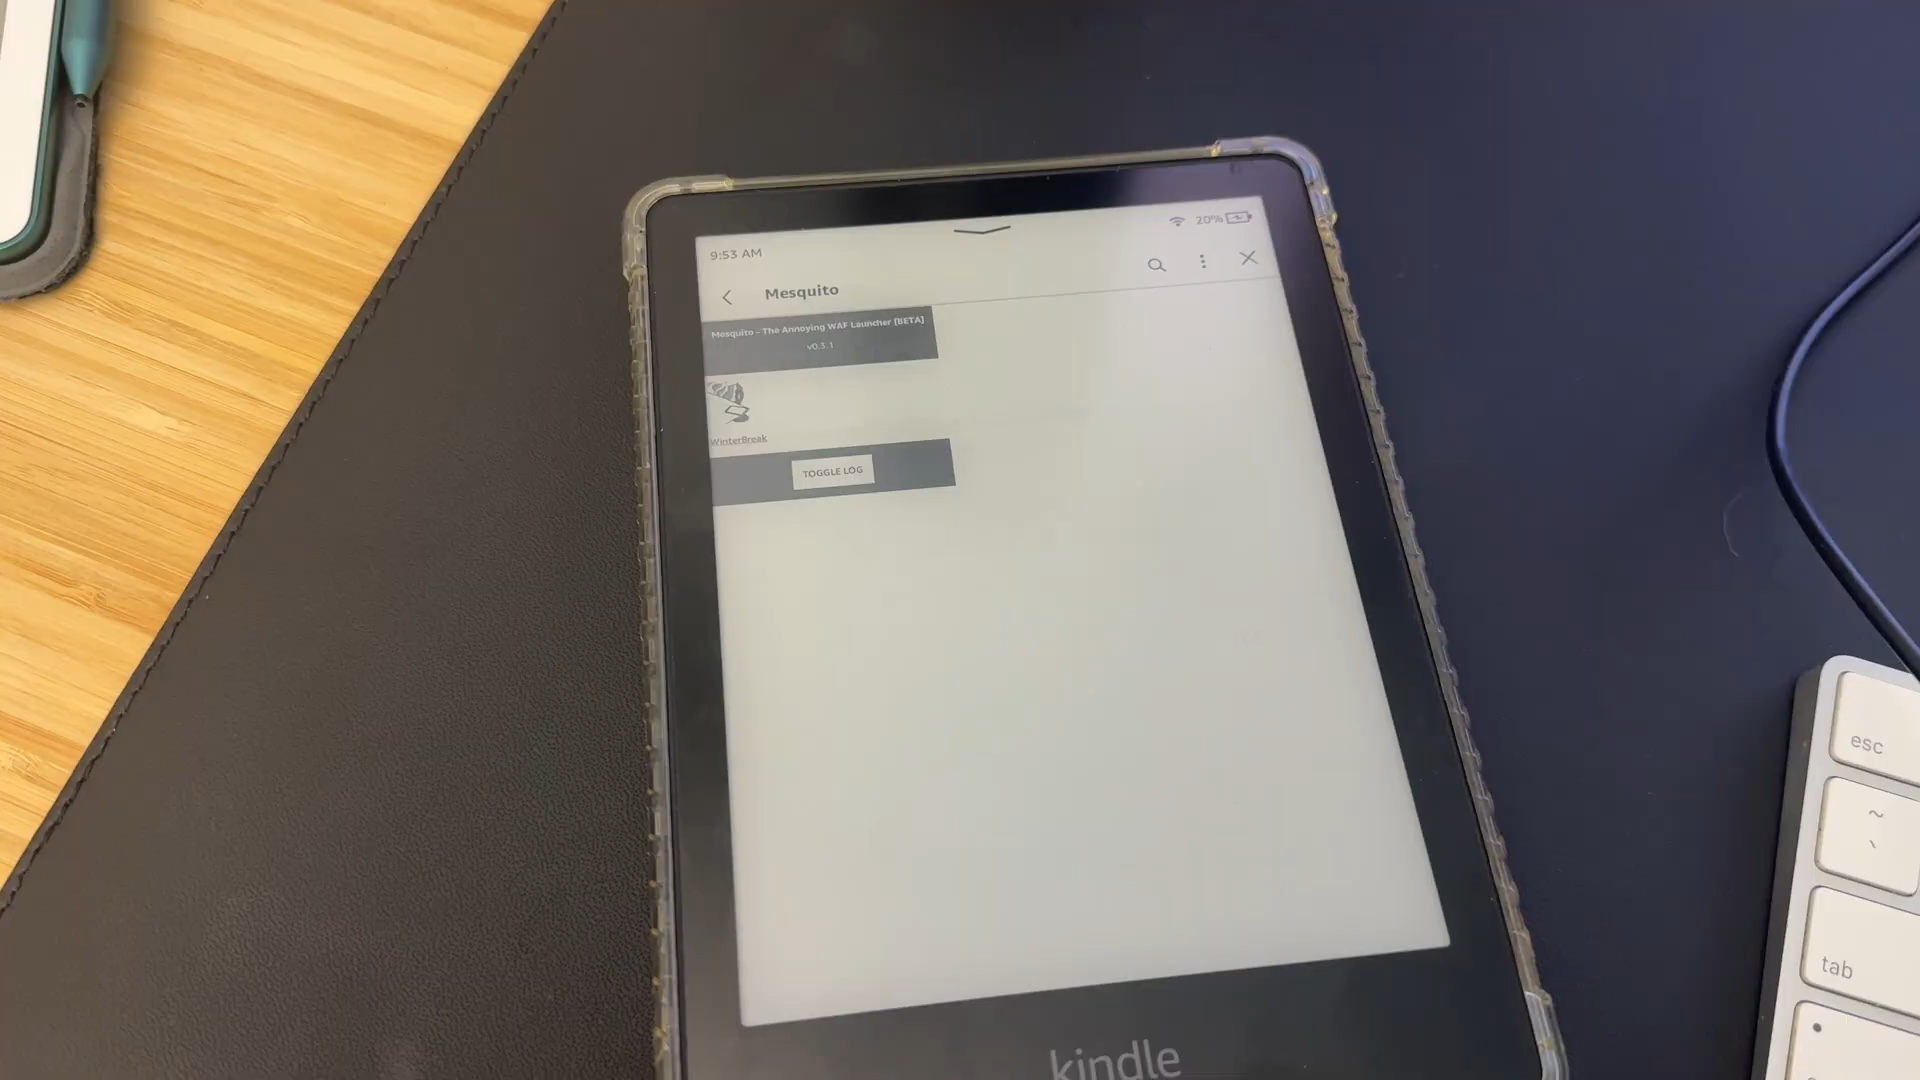 9:53 AM
20%
Mesquito
Mesquito - The Annoying WAF Launcher [BETA]
v0.3.1
WinterBreak
TOGGLE LOG
kindle
esc
~
`
tab